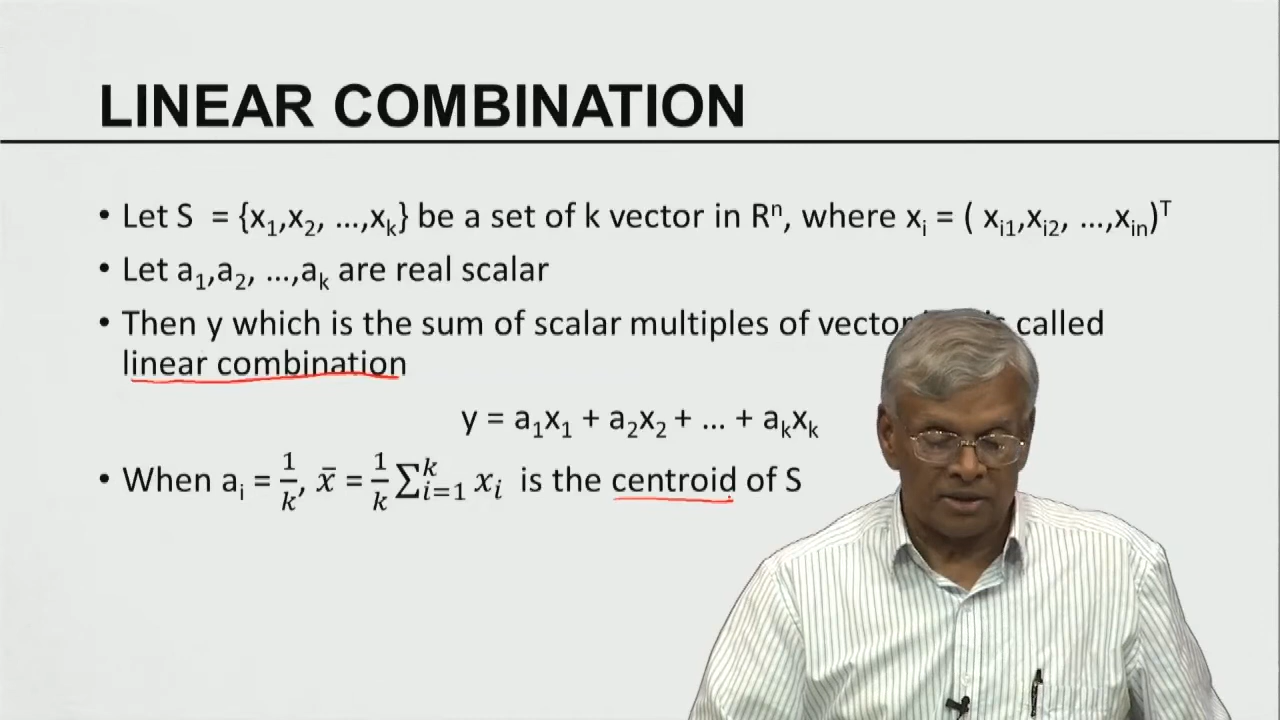 LINEAR COMBINATION
• Let S = {x₁,x₂, ...,xₖ} be a set of k vector in Rⁿ, where xᵢ = ( xᵢ₁,xᵢ₂, ...,xᵢₙ)ᵀ
• Let a₁,a₂, ...,aₖ are real scalar
• Then y which is the sum of scalar multiples of vector called
linear combination
y = a₁x₁ + a₂x₂ + ... + aₖxₖ
• When aᵢ = 1/k, x̄ = 1/k ∑ᵢ₌₁ᵏ xᵢ is the centroid of S